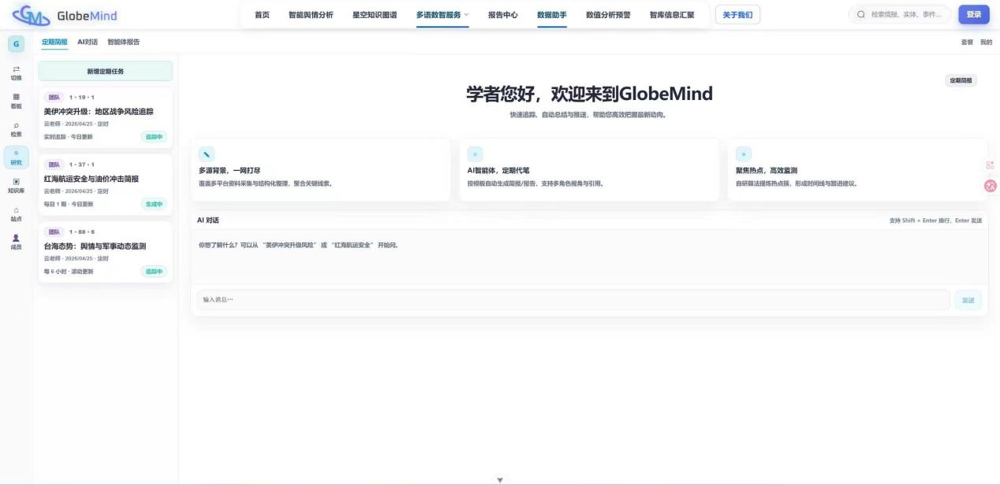 GlobeMind
首页 智能舆情分析 星空知识图谱 多语数智服务 报告中心 数据助手 数值分析预警 智库信息汇聚 关于我们 检索情报、实体、事件... 登录
G
定期简报 AI对话 智能体报告
套餐 我的
切换
看板
检索
研究
知识库
站点
成员
新增定期任务
团队 1・19・1
美伊冲突升级：地区战争风险追踪
云老师 · 2026/04/25 · 定时
实时追踪 · 今日更新 追踪中
团队 1・37・1
红海航运安全与油价冲击简报
云老师 · 2026/04/25 · 定时
每日 1 期 · 今日更新 生成中
团队 1・88・6
台海态势：舆情与军事动态监测
云老师 · 2026/04/25 · 定时
每 6 小时 · 滚动更新 追踪中
定期简报
学者您好，欢迎来到GlobeMind
快速追踪、自动总结与推送，帮助您高效把握最新动向。
多源背景，一网打尽
覆盖多平台资料采集与结构化整理，聚合关键线索。
AI智能体，定期代笔
按模板自动生成简报/报告，支持多角色视角与引用。
聚焦热点，高效监测
自研算法提炼热点簇，形成时间线与跟进建议。
AI 对话
支持 Shift + Enter 换行，Enter 发送
你想了解什么？可以从 “美伊冲突升级风险” 或 “红海航运安全” 开始问。
输入消息…
发送